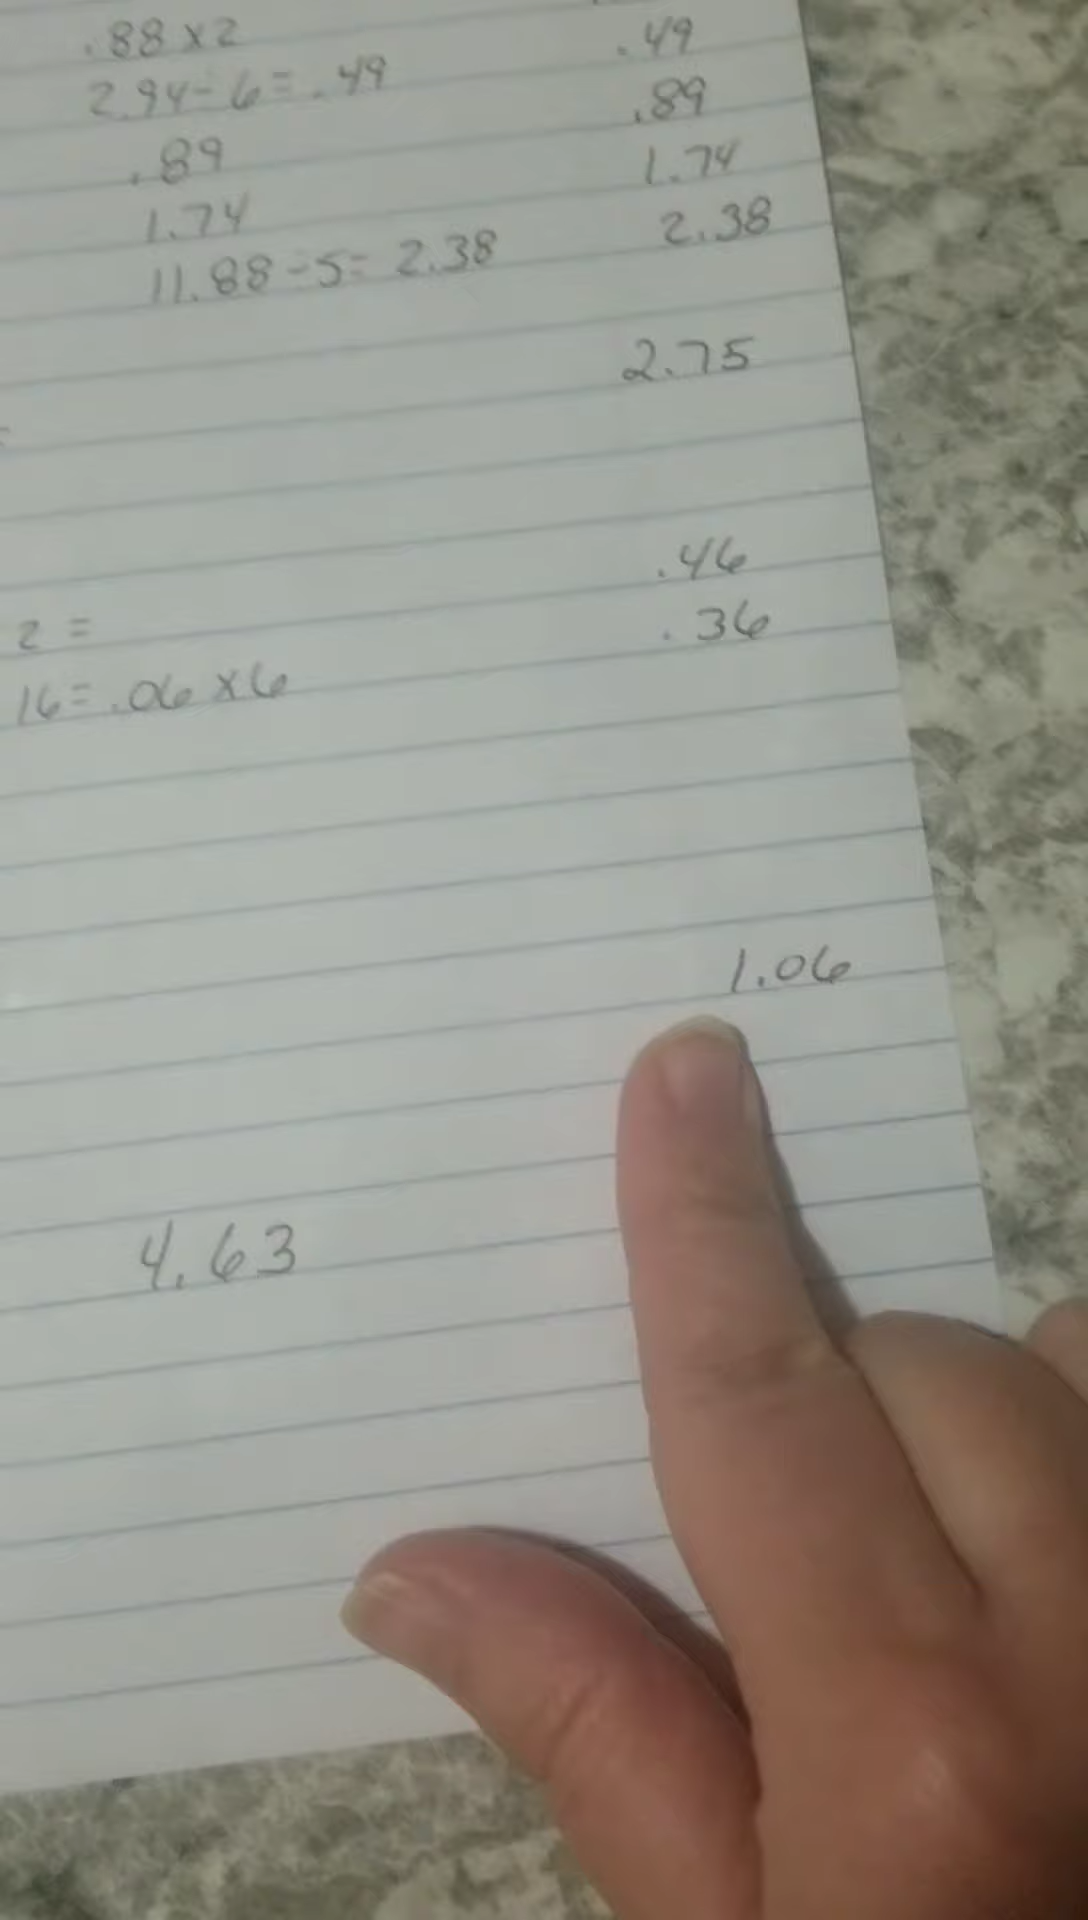 .88 x 2
2.94 ÷ 6 = .49 .49
.89 .89
1.74 1.74
11.88 ÷ 5 = 2.38 2.38
2.75
.46
2 = .36
16 = .06 x 6
1.06
4.63